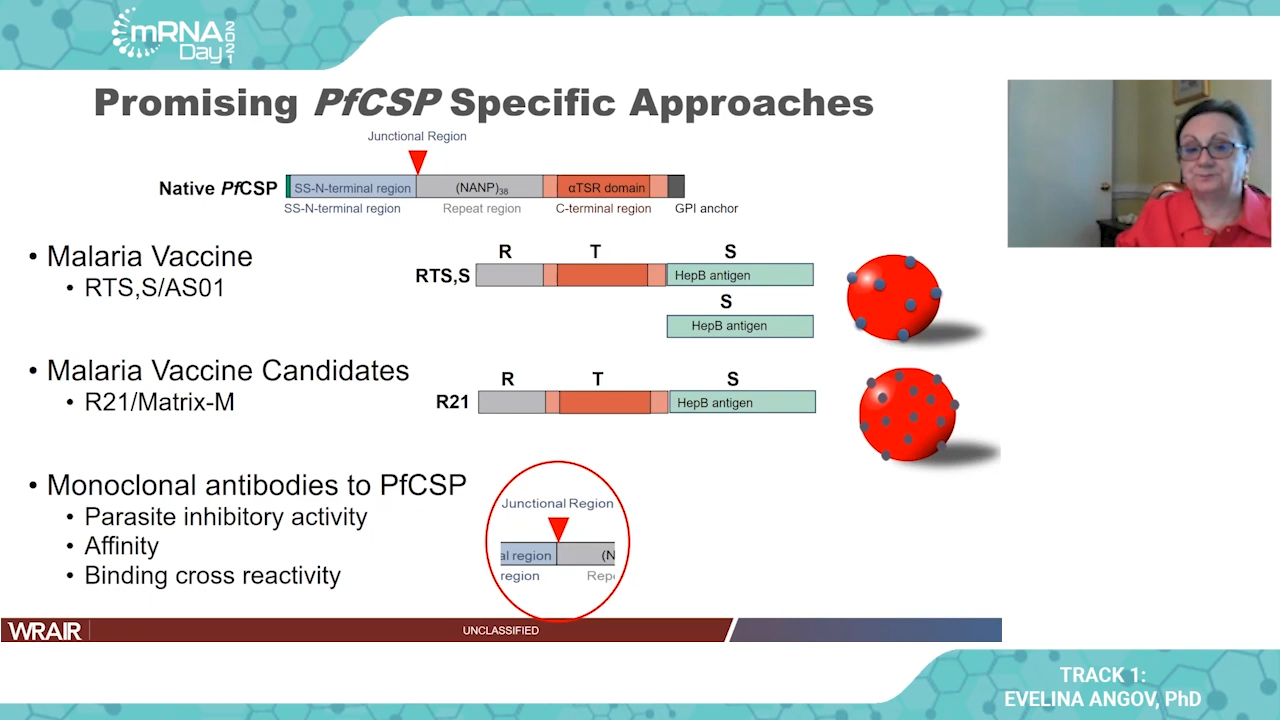 mRNA
Day
2021
Promising PfCSP Specific Approaches
Junctional Region
Native PfCSP
SS-N-terminal region
(NANP)38
αTSR domain
SS-N-terminal region
Repeat region
C-terminal region
GPI anchor
• Malaria Vaccine
• RTS,S/AS01
R
T
S
RTS,S
HepB antigen
S
HepB antigen
• Malaria Vaccine Candidates
• R21/Matrix-M
R
T
S
R21
HepB antigen
• Monoclonal antibodies to PfCSP
• Parasite inhibitory activity
• Affinity
• Binding cross reactivity
Junctional Region
al region
(N
region
Repe
WRAIR
UNCLASSIFIED
TRACK 1:
EVELINA ANGOV, PhD